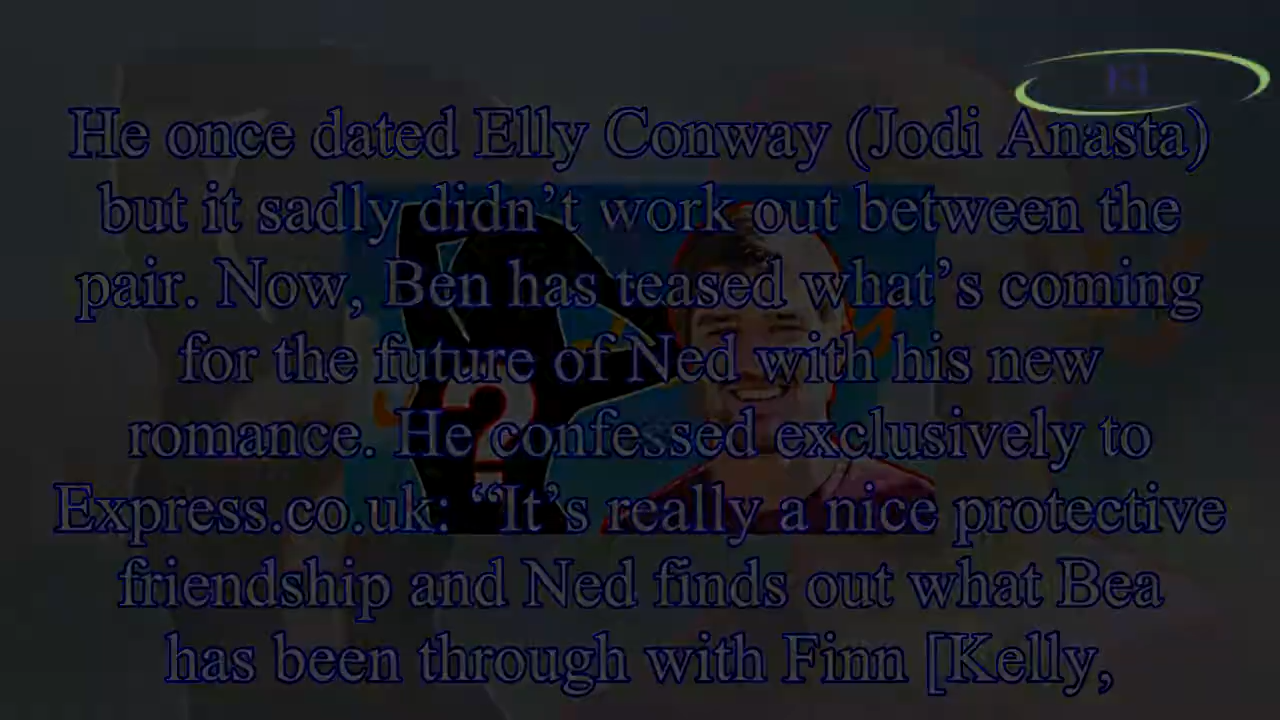 He once dated Elly Conway (Jodi Anasta)
but it sadly didn’t work out between the
pair. Now, Ben has teased what’s coming
for the future of Ned with his new
romance. He confessed exclusively to
Express.co.uk: “It’s really a nice protective
friendship and Ned finds out what Bea
has been through with Finn [Kelly,
?